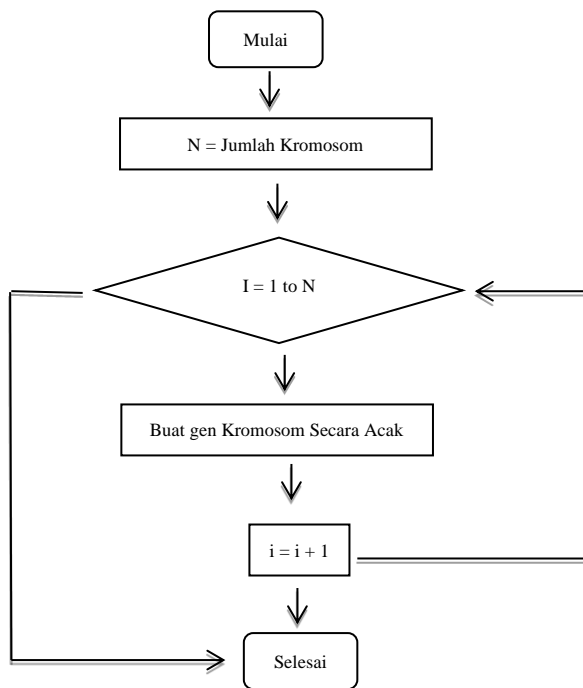 Mulai
N = Jumlah Kromosom
I = 1 to N
Buat gen Kromosom Secara Acak
i = i + 1
Selesai